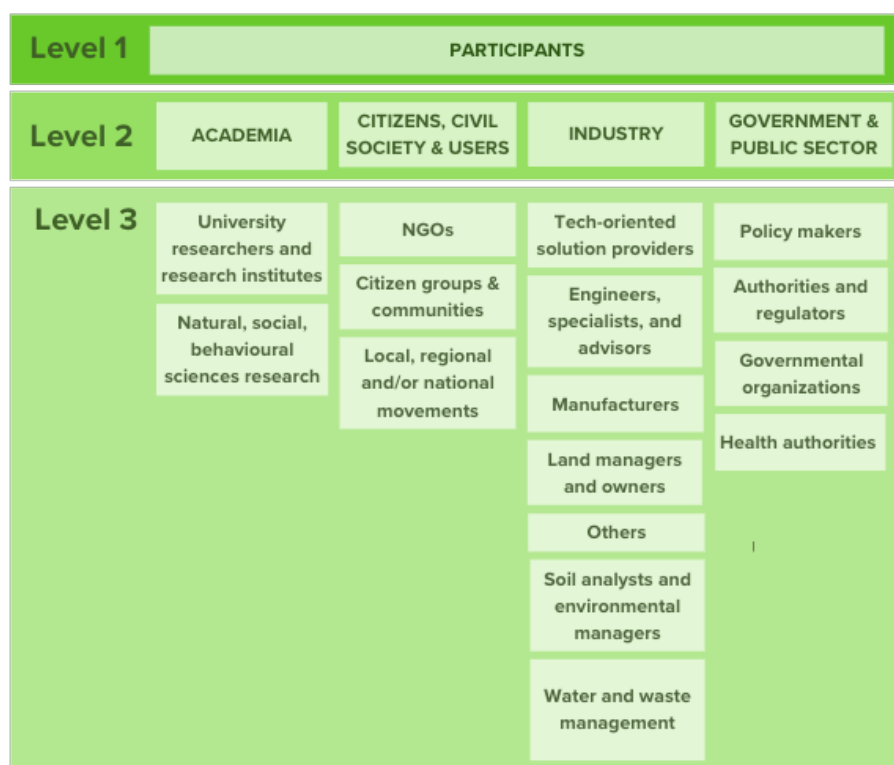 Level 1
PARTICIPANTS
Level 2
ACADEMIA
CITIZENS, CIVIL
SOCIETY & USERS
INDUSTRY
GOVERNMENT &
PUBLIC SECTOR
Level 3
University
researchers and
research institutes
Natural, social,
behavioural
sciences research
NGOs
Citizen groups &
communities
Local, regional
and/or national
movements
Tech-oriented
solution providers
Engineers,
specialists, and
advisors
Manufacturers
Land managers
and owners
Others
Soil analysts and
environmental
managers
Water and waste
management
Policy makers
Authorities and
regulators
Governmental
organizations
Health authorities